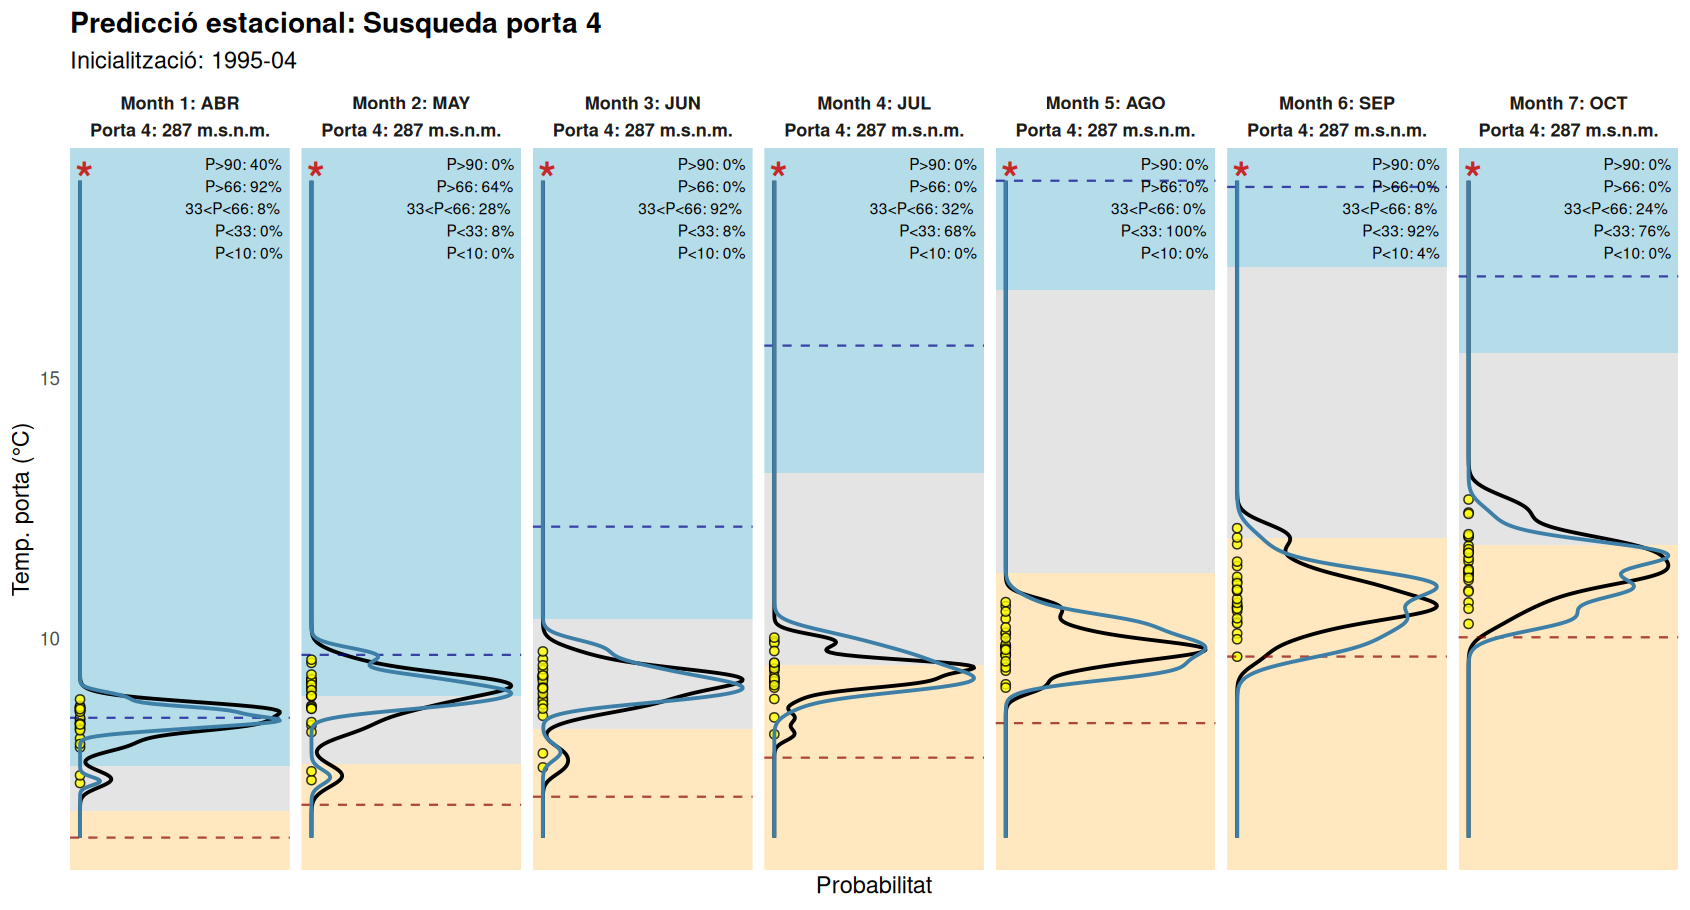 Predicció estacional: Susqueda porta 4
Inicialització: 1995-04
Month 1: ABR
Porta 4: 287 m.s.n.m.
Month 2: MAY
Porta 4: 287 m.s.n.m.
Month 3: JUN
Porta 4: 287 m.s.n.m.
Month 4: JUL
Porta 4: 287 m.s.n.m.
Month 5: AGO
Porta 4: 287 m.s.n.m.
Month 6: SEP
Porta 4: 287 m.s.n.m.
Month 7: OCT
Porta 4: 287 m.s.n.m.
*
P>90: 40%
P>66: 92%
33<P<66: 8%
P<33: 0%
P<10: 0%
*
P>90: 0%
P>66: 64%
33<P<66: 28%
P<33: 8%
P<10: 0%
*
P>90: 0%
P>66: 0%
33<P<66: 92%
P<33: 8%
P<10: 0%
*
P>90: 0%
P>66: 0%
33<P<66: 32%
P<33: 68%
P<10: 0%
*
P>90: 0%
P>66: 0%
33<P<66: 0%
P<33: 100%
P<10: 0%
*
P>90: 0%
P>66: 0%
33<P<66: 8%
P<33: 92%
P<10: 4%
*
P>90: 0%
P>66: 0%
33<P<66: 24%
P<33: 76%
P<10: 0%
15
10
Temp. porta (°C)
Probabilitat